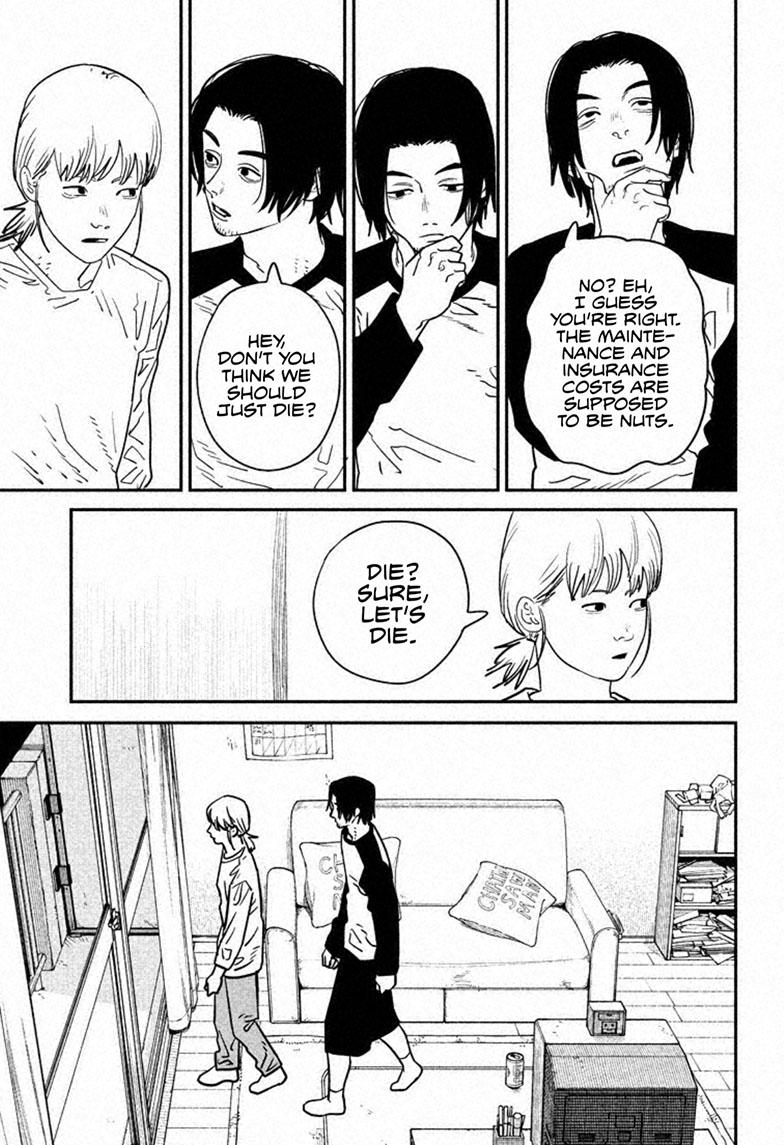 NO? EH,
I GUESS
YOU'RE RIGHT.
THE MAINTE-
NANCE AND
INSURANCE
COSTS ARE
SUPPOSED
TO BE NUTS.
HEY,
DON'T YOU
THINK WE
SHOULD
JUST DIE?
DIE?
SURE,
LET'S
DIE.
CHAIN
SAW
MAN